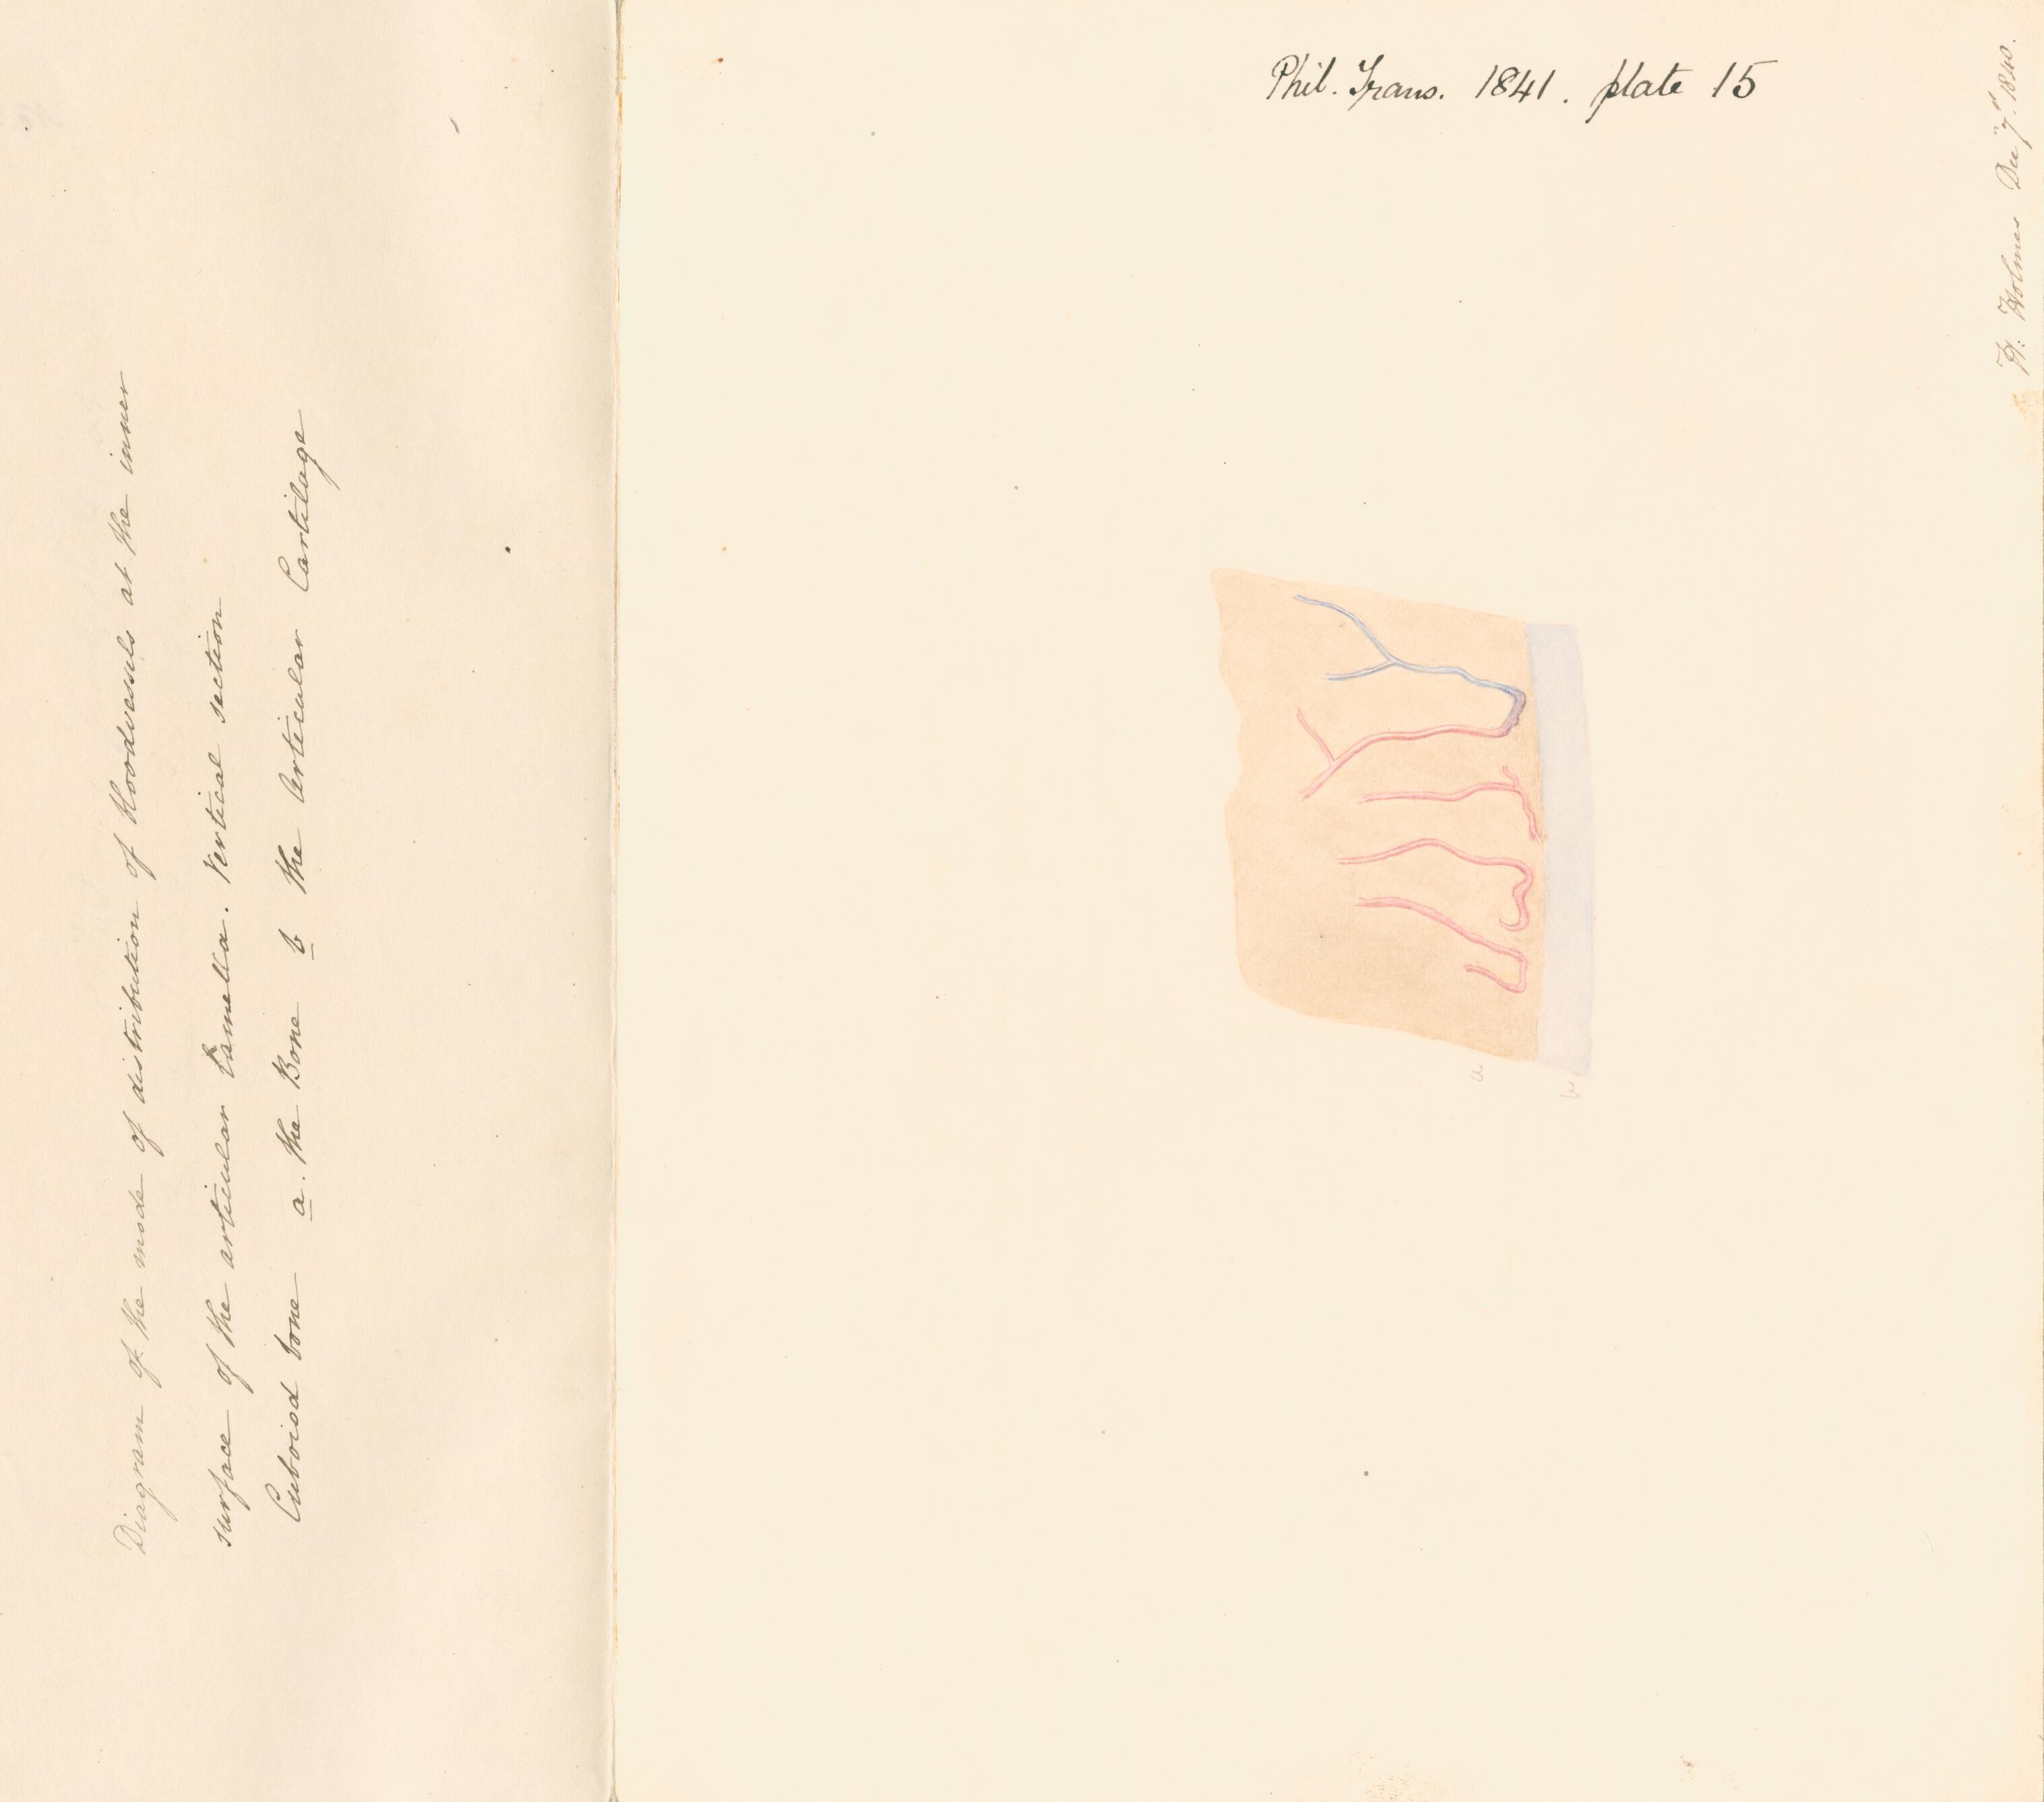 Phil. Trans. 1841. plate 15
W: Holmes Dec 7. 1840.
Diagram of the mode of distribution of bloodvessels at the inner
surface of the articular Lamella. Vertical section
Cuboid bone a. the Bone b the Articular Cartilage
a
b